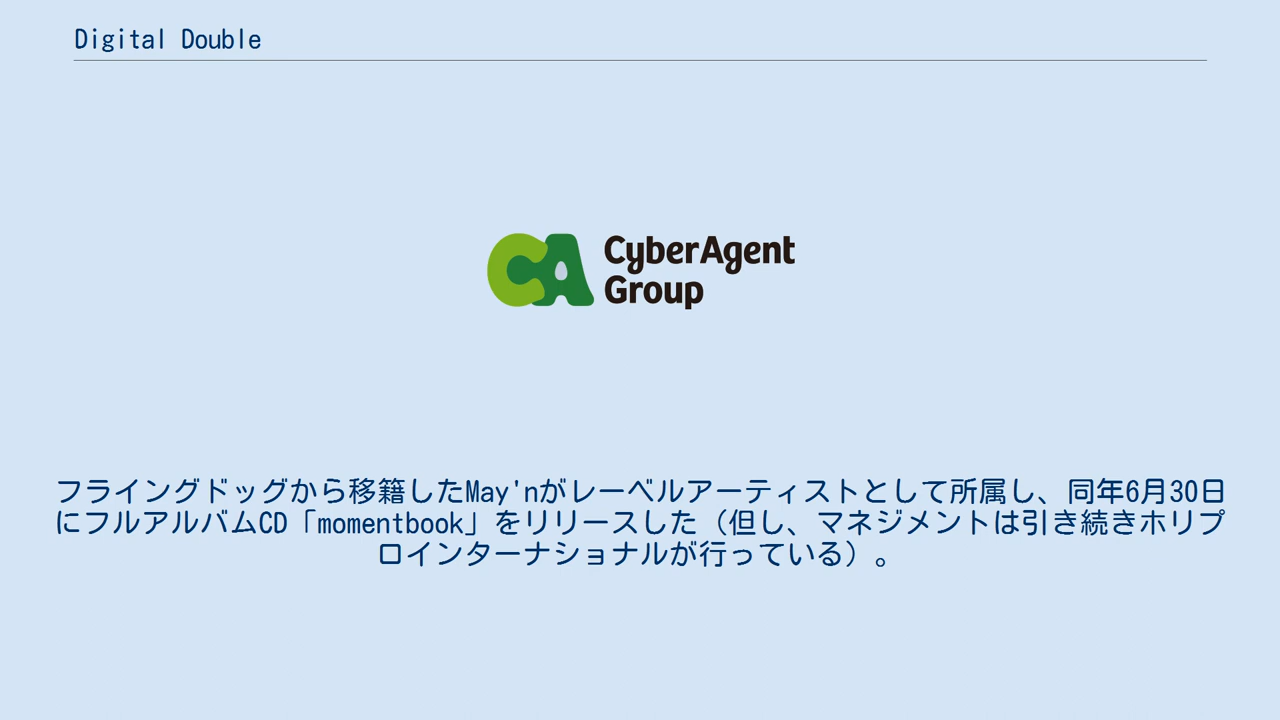 Digital Double
CA
CyberAgent
Group
フライングドッグから移籍したMay'nがレーベルアーティストとして所属し、同年6月30日
にフルアルバムCD「momentbook」をリリースした（但し、マネジメントは引き続きホリプ
ロインターナショナルが行っている）。